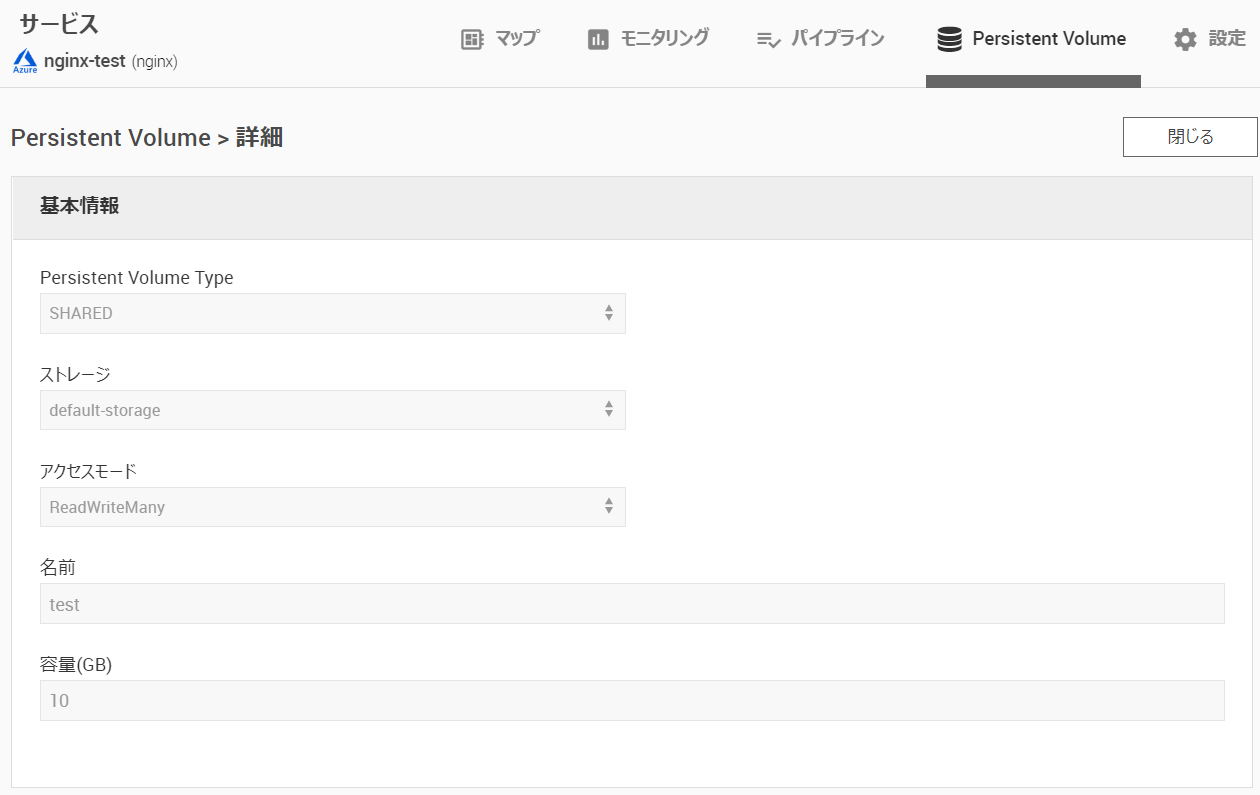 サービス
Azure nginx-test (nginx)
マップ モニタリング パイプライン Persistent Volume 設定
Persistent Volume > 詳細
閉じる
基本情報
Persistent Volume Type
SHARED
ストレージ
default-storage
アクセスモード
ReadWriteMany
名前
test
容量(GB)
10